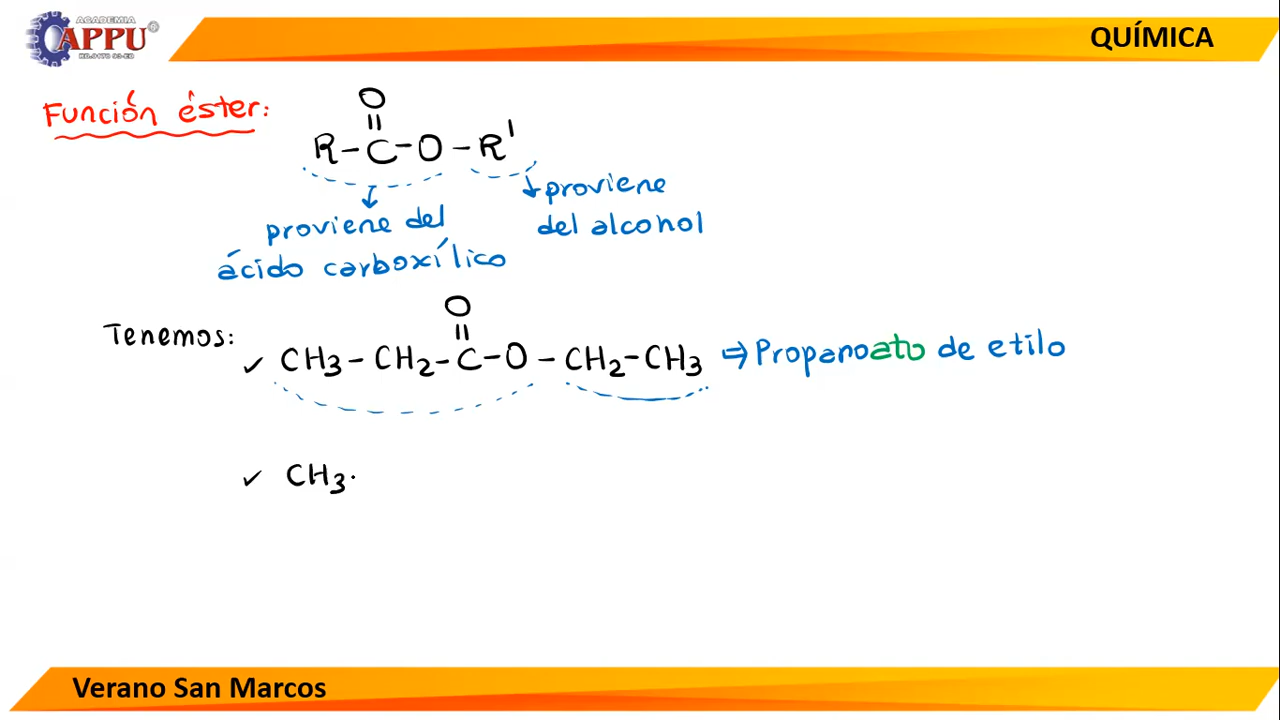 ACADEMIA
APPU®
QUÍMICA
Función éster:
O
R-C-O-R'
proviene del
ácido carboxílico
proviene
del alcohol
Tenemos:
O
✓ CH3-CH2-C-O-CH2-CH3 ⇒ Propanoato de etilo
✓ CH3.
Verano San Marcos